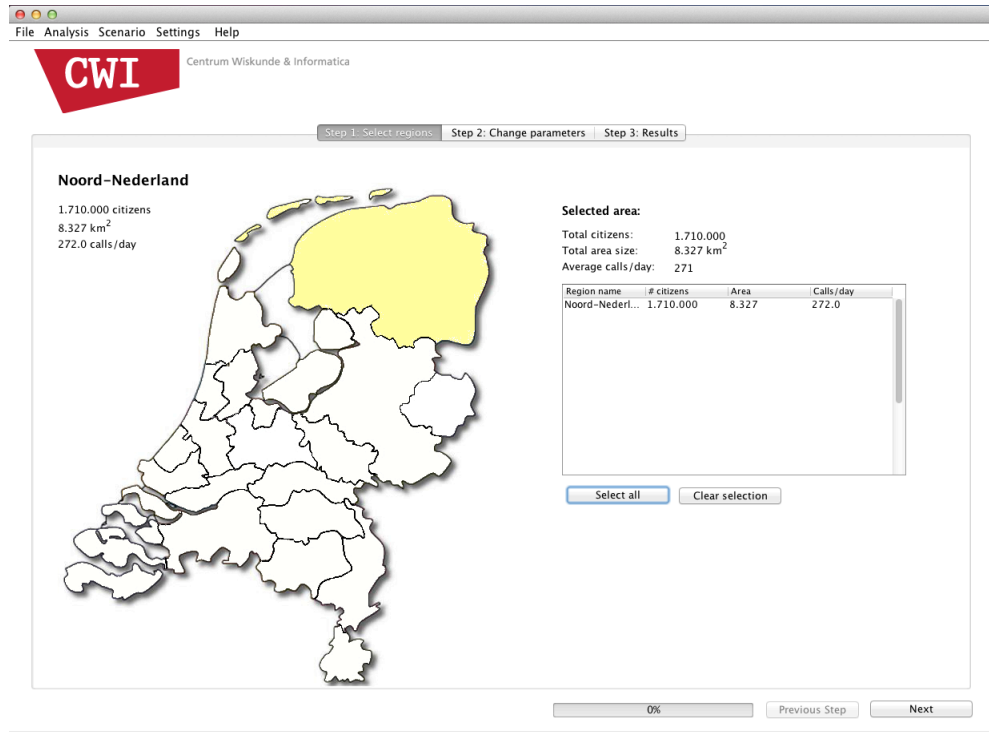 File Analysis Scenario Settings Help
CWI Centrum Wiskunde & Informatica
Step 1: Select regions Step 2: Change parameters Step 3: Results
Noord-Nederland
1.710.000 citizens
8.327 km²
272.0 calls/day
Selected area:
Total citizens: 1.710.000
Total area size: 8.327 km²
Average calls/day: 271
Region name # citizens Area Calls/day
Noord-Nederl... 1.710.000 8.327 272.0
Select all Clear selection
0% Previous Step Next